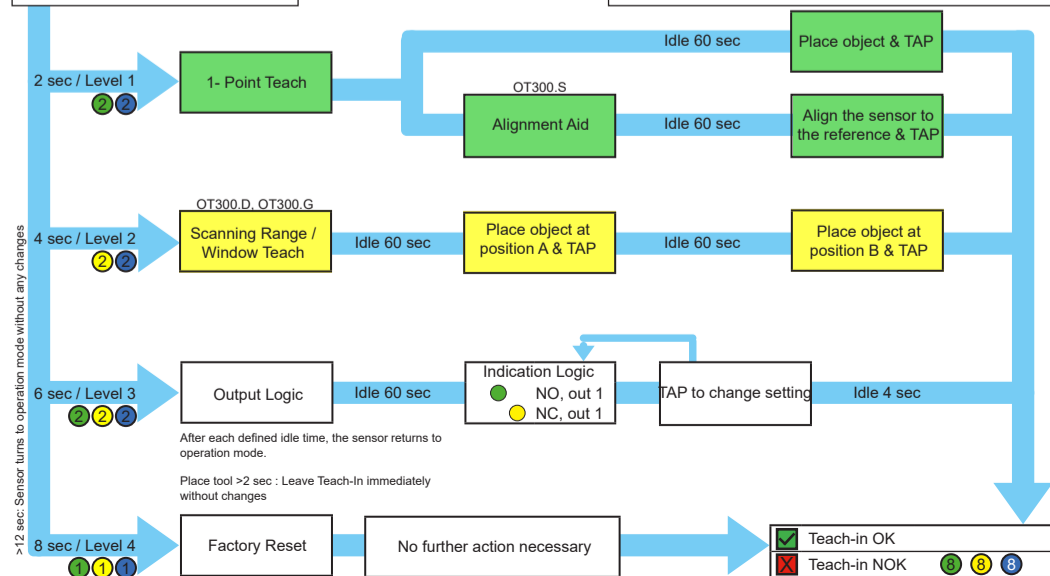 Idle 60 sec
Place object & TAP
2 sec / Level 1
2 2
1- Point Teach
OT300.S
Alignment Aid
Idle 60 sec
Align the sensor to
the reference & TAP
OT300.D, OT300.G
4 sec / Level 2
2 2
Scanning Range /
Window Teach
Idle 60 sec
Place object at
position A & TAP
Idle 60 sec
Place object at
position B & TAP
>12 sec: Sensor turns to operation mode without any changes
6 sec / Level 3
2 2 2
Output Logic
Idle 60 sec
Indication Logic
NO, out 1
NC, out 1
TAP to change setting
Idle 4 sec
After each defined idle time, the sensor returns to
operation mode.
Place tool >2 sec : Leave Teach-In immediately
without changes
8 sec / Level 4
1 1 1
Factory Reset
No further action necessary
Teach-in OK
Teach-in NOK
8 8 8